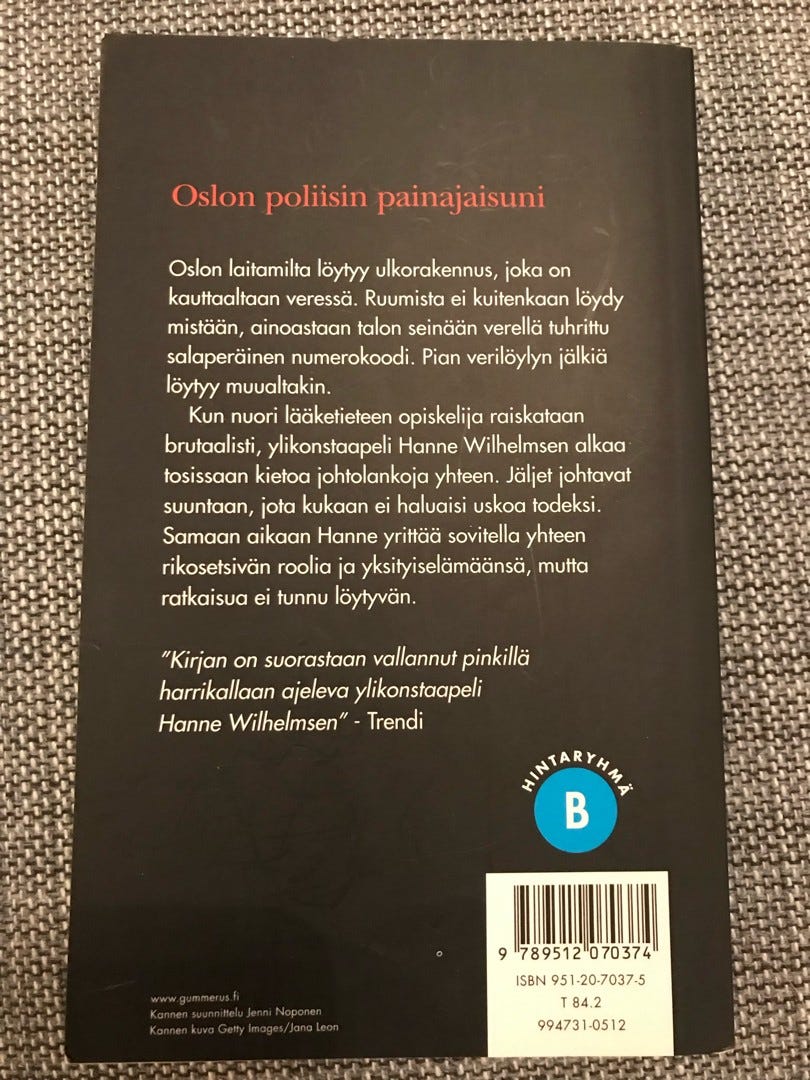 Oslon poliisin painajaisuni
Oslon laitamilta löytyy ulkorakennus, joka on
kauttaaltaan veressä. Ruumista ei kuitenkaan löydy
mistään, ainoastaan talon seinään verellä tuhrittu
salaperäinen numerokoodi. Pian verilöylyn jälkiä
löytyy muualtakin.
Kun nuori lääketieteen opiskelija raiskataan
brutaalisti, ylikonstaapeli Hanne Wilhelmsen alkaa
tosissaan kietoa johtolankoja yhteen. Jäljet johtavat
suuntaan, jota kukaan ei haluaisi uskoa todeksi.
Samaan aikaan Hanne yrittää sovitella yhteen
rikosetsivän roolia ja yksityiselämäänsä, mutta
ratkaisua ei tunnu löytyvän.
"Kirjan on suorastaan vallannut pinkillä
harrikallaan ajeleva ylikonstaapeli
Hanne Wilhelmsen" - Trendi
HINTARYHMÄ
B
9 789512 070374
ISBN 951-20-7037-5
T 84.2
994731-0512
www.gummerus.fi
Kannen suunnittelu Jenni Noponen
Kannen kuva Getty Images/Jana Leon